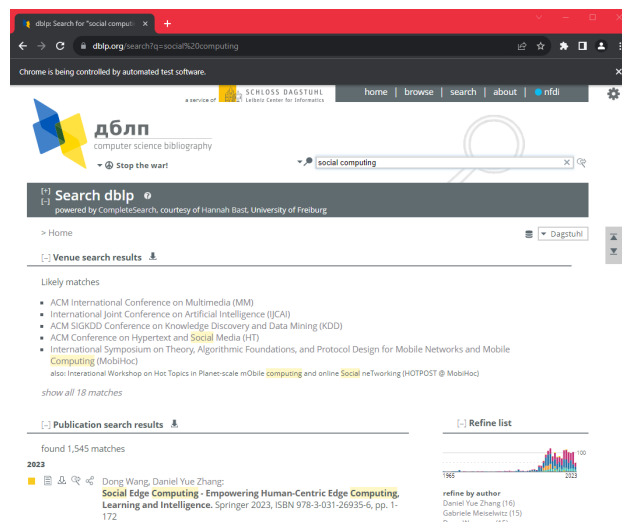 dblp: Search for "social computi
dblp.org/search?q=social%20computing
Chrome is being controlled by automated test software.
a service of SCHLOSS DAGSTUHL
Leibniz Center for Informatics
home | browse | search | about | nfdi
дблп
computer science bibliography
Stop the war!
social computing
[+]
[-] Search dblp
powered by CompleteSearch, courtesy of Hannah Bast, University of Freiburg
> Home
Dagstuhl
[-] Venue search results
Likely matches
ACM International Conference on Multimedia (MM)
International Joint Conference on Artificial Intelligence (IJCAI)
ACM SIGKDD Conference on Knowledge Discovery and Data Mining (KDD)
ACM Conference on Hypertext and Social Media (HT)
International Symposium on Theory, Algorithmic Foundations, and Protocol Design for Mobile Networks and Mobile
Computing (MobiHoc)
also: Interational Workshop on Hot Topics in Planet-scale mObile computing and online Social neTworking (HOTPOST @ MobiHoc)
show all 18 matches
[-] Publication search results
found 1,545 matches
2023
Dong Wang, Daniel Yue Zhang:
Social Edge Computing - Empowering Human-Centric Edge Computing,
Learning and Intelligence. Springer 2023, ISBN 978-3-031-26935-6, pp. 1-
172
[-] Refine list
100
1965 2023
refine by author
Daniel Yue Zhang (16)
Gabriele Meiselwitz (15)